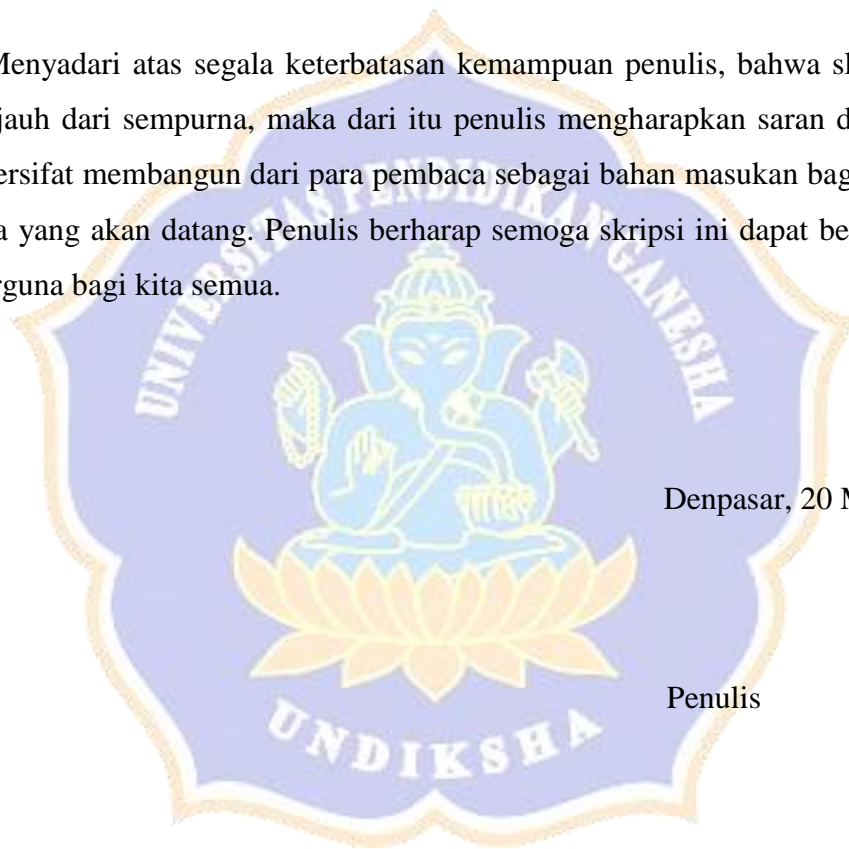 Menyadari atas segala keterbatasan kemampuan penulis, bahwa sk
jauh dari sempurna, maka dari itu penulis mengharapkan saran d
ersifat membangun dari para pembaca sebagai bahan masukan bag
a yang akan datang. Penulis berharap semoga skripsi ini dapat be
rguna bagi kita semua.
UNIVERSITAS PENDIDIKAN GANESHA
Denpasar, 20 M
Penulis
UNDIKSHA